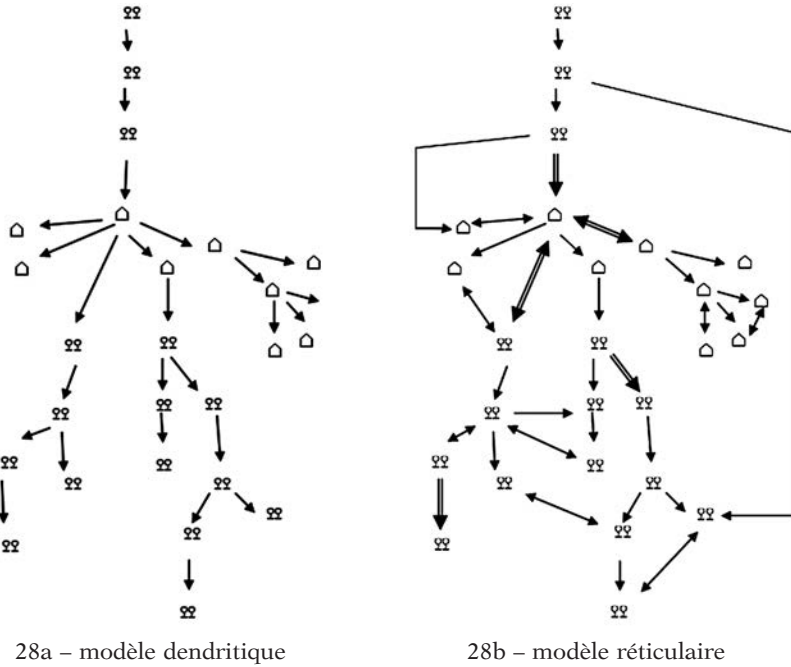 28a – modèle dendritique
28b – modèle réticulaire